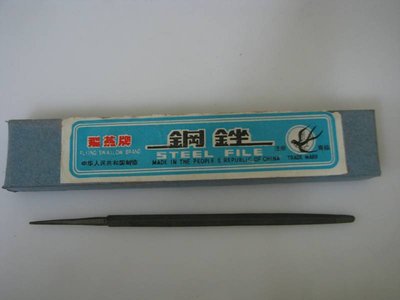 飛燕牌
FLYING SWALLOW BRAND
中华人民共和国制造
鋼銼
STEEL FILE
MADE IN THE PEOPLE'S REPUBLIC OF CHINA
TRADE MARK